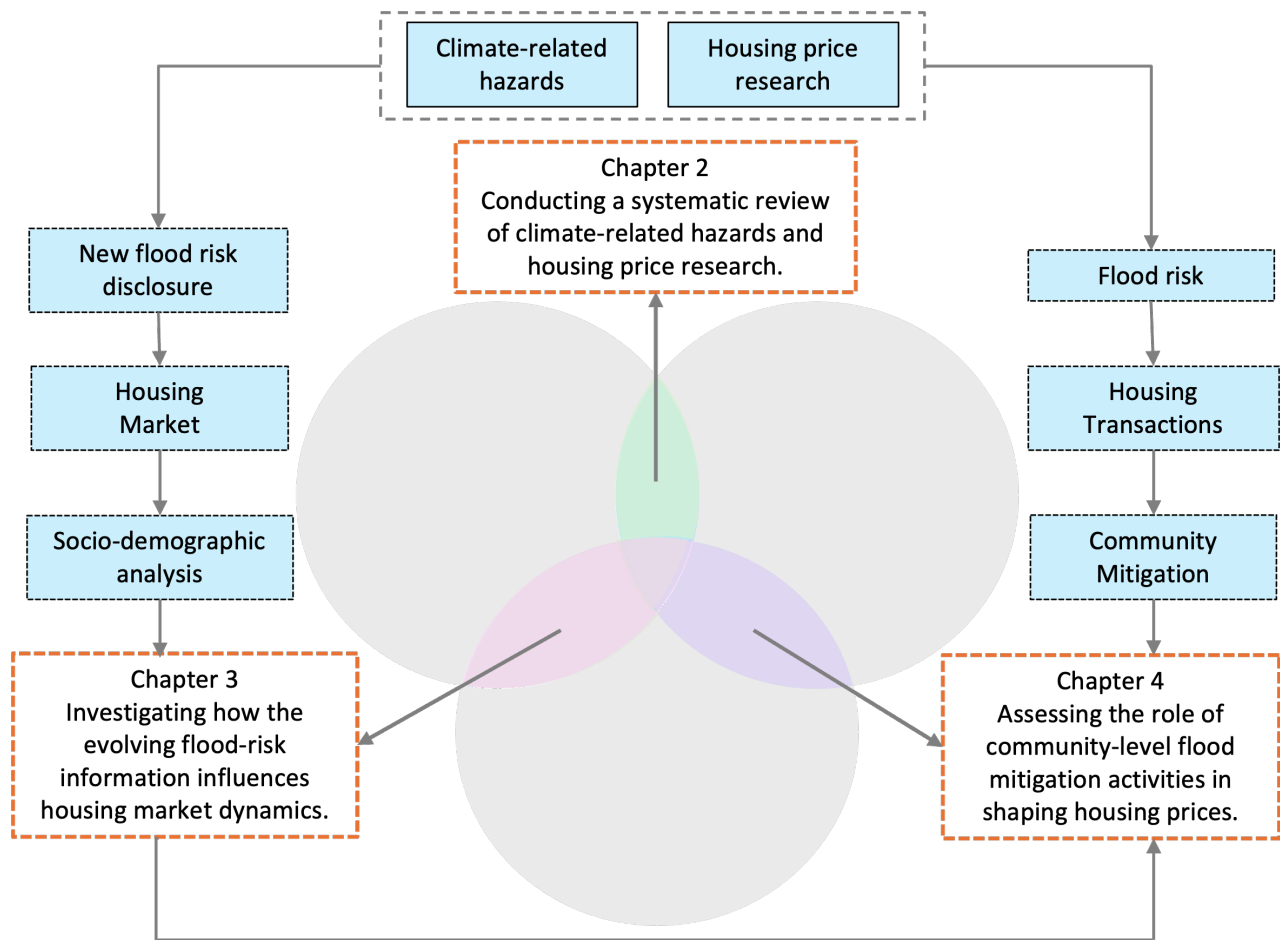 Climate-related
hazards
Housing price
research
Chapter 2
Conducting a systematic review
of climate-related hazards and
housing price research.
New flood risk
disclosure
Housing
Market
Socio-demographic
analysis
Chapter 3
Investigating how the
evolving flood-risk
information influences
housing market dynamics.
Flood risk
Housing
Transactions
Community
Mitigation
Chapter 4
Assessing the role of
community-level flood
mitigation activities in
shaping housing prices.